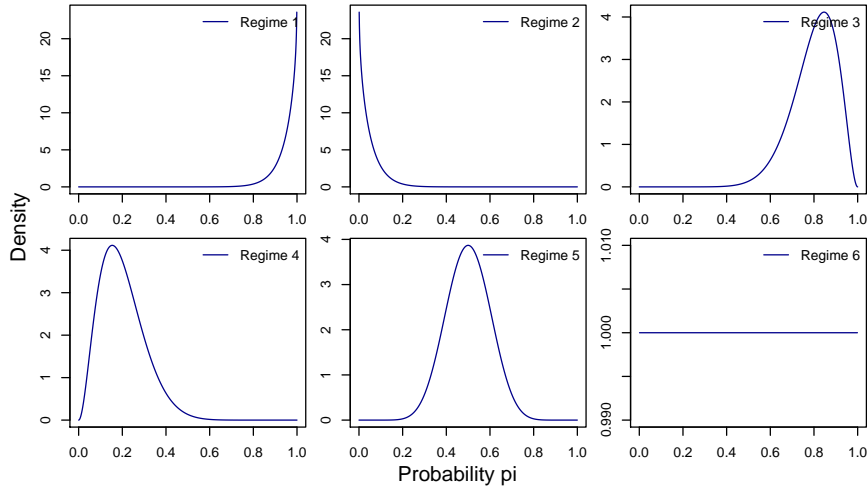 Regime 1
0 5 10 15 20
0.0 0.2 0.4 0.6 0.8 1.0
Regime 2
0 5 10 15 20
0.0 0.2 0.4 0.6 0.8 1.0
Regime 3
0 1 2 3 4
0.0 0.2 0.4 0.6 0.8 1.0
Density
Regime 4
0 1 2 3 4
0.0 0.2 0.4 0.6 0.8 1.0
Regime 5
0 1 2 3 4
0.0 0.2 0.4 0.6 0.8 1.0
Regime 6
0.990 1.000 1.010
0.0 0.2 0.4 0.6 0.8 1.0
Probability pi